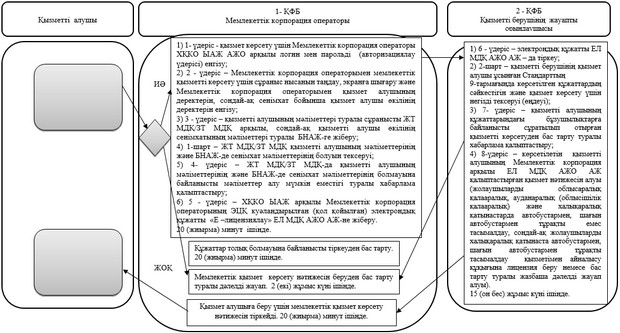 Қызметті алушы
1- ҚФБ
Мемлекеттік корпорация операторы
2 - ҚФБ
Қызметті берушінің жауапты
орынлаушысы
ИӘ
ЖОҚ
1) 1- үдеріс - қызмет көрсету үшін Мемлекеттік корпорация операторы
ХҚКО ЫАЖ АЖО арқылы логин мен парольді (авторизациялау
үдерісі) енгізу;
2) 2 - үдеріс – Мемлекеттік корпорация операторымен мемлекеттік
қызметті көрсету үшін сұраныс нысанын таңдау, экранға шығару және
Мемлекеттік корпорация операторымен қызмет алушының
деректерін, сондай-ақ сенімхат бойынша қызмет алушы өкілінің
деректерін енгізу;
3) 3 - үдеріс – қызметті алушының мәліметтері туралы сұранысты ЖТ
МДҚ/ЗТ МДҚ арқылы, сондай-ақ қызметті алушы өкілінің
сенімхатының мәліметтері туралы БНАЖ-ге жіберу;
4) 1-шарт – ЖТ МДҚ/ЗТ МДҚ қызметті алушының мәліметтерінің
және БНАЖ-де сенімхат мәліметтерінің болуын тексеруі;
5) 4- үдеріс – ЖТ МДҚ/ЗТ МДҚ-да қызметті алушының
мәліметтерінің және БНАЖ-де сенімхат мәліметтерінің болмауына
байланысты мәліметтер алу мүмкін еместігі туралы хабарлама
қалыптастыру;
6) 5 - үдеріс – ХҚКО ЫАЖ арқылы Мемлекеттік корпорация
операторының ЭЦҚ куәландырылған (қол қойылған) электрондық
құжатты «Е –лицензиялау» ЕЛ МДҚ АЖО АЖ-не жіберу.
20 (жиырма) минут ішінде.
Құжаттар толық болмауына байланысты тіркеуден бас тарту.
20 (жиырма) минут ішінде.
Мемлекеттік қызмет көрсету нәтижесін беруден бас тарту
туралы дәлелді жауап. 2 (екі) жұмыс күні ішінде.
Қызмет алушыға беру үшін мемлекеттік қызмет көрсету
нәтижесін тіркейді. 20 (жиырма) минут ішінде.
1) 6 - үдеріс – электрондық құжатты ЕЛ
МДҚ АЖО АЖ – да тіркеу;
2) 2-шарт – қызметті берушінің қызмет
алушы ұсынған Стандарттың
9-тармағында көрсетілген құжаттардың
сәйкестігін және қызмет көрсету үшін
негізді тексеруі (өңдеуі);
3) 7- үдеріс – қызметті алушының
құжаттарындағы бұзушылықтарға
байланысты сұратылып отырған
қызметті көрсетуден бас тарту туралы
хабарлама қалыптастыру;
4) 8-үдеріс – көрсетілетін қызметті
алушының Мемлекеттік корпорация
арқылы ЕЛ МДҚ АЖО АЖ
қалыптастырған қызмет нәтижесін алуы
(жолаушыларды облысаралық
қалааралық, ауданаралық (облысішілік
қалааралық) және халықаралық
қатынастарда автобустармен, шағын
автобустармен тұрақты емес
тасымалдау, сондай-ақ жолаушыларды
халықаралық қатынаста автобустармен,
шағын автобустармен тұрақты
тасымалдау қызметімен айналысу
құқығына лицензия беру немесе бас
тарту туралы жазбаша дәлелді жауап
алуы).
15 (он бес) жұмыс күні ішінде.